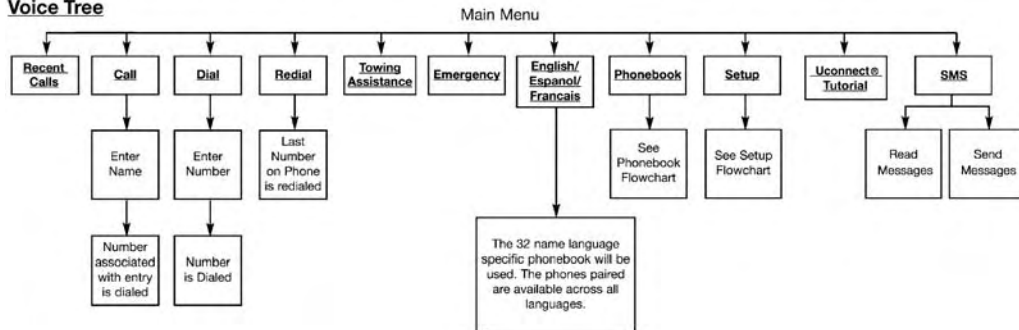 Voice Tree
Main Menu
Recent
Calls
Call
Dial
Redial
Towing
Assistance
Emergency
English/
Espanol/
Francais
Phonebook
Setup
Uconnect®
Tutorial
SMS
Enter
Name
Enter
Number
Last
Number
on Phone
is redialed
See
Phonebook
Flowchart
See Setup
Flowchart
Read
Messages
Send
Messages
Number
associated
with entry
is dialed
Number
is Dialed
The 32 name language
specific phonebook will be
used. The phones paired
are available across all
languages.